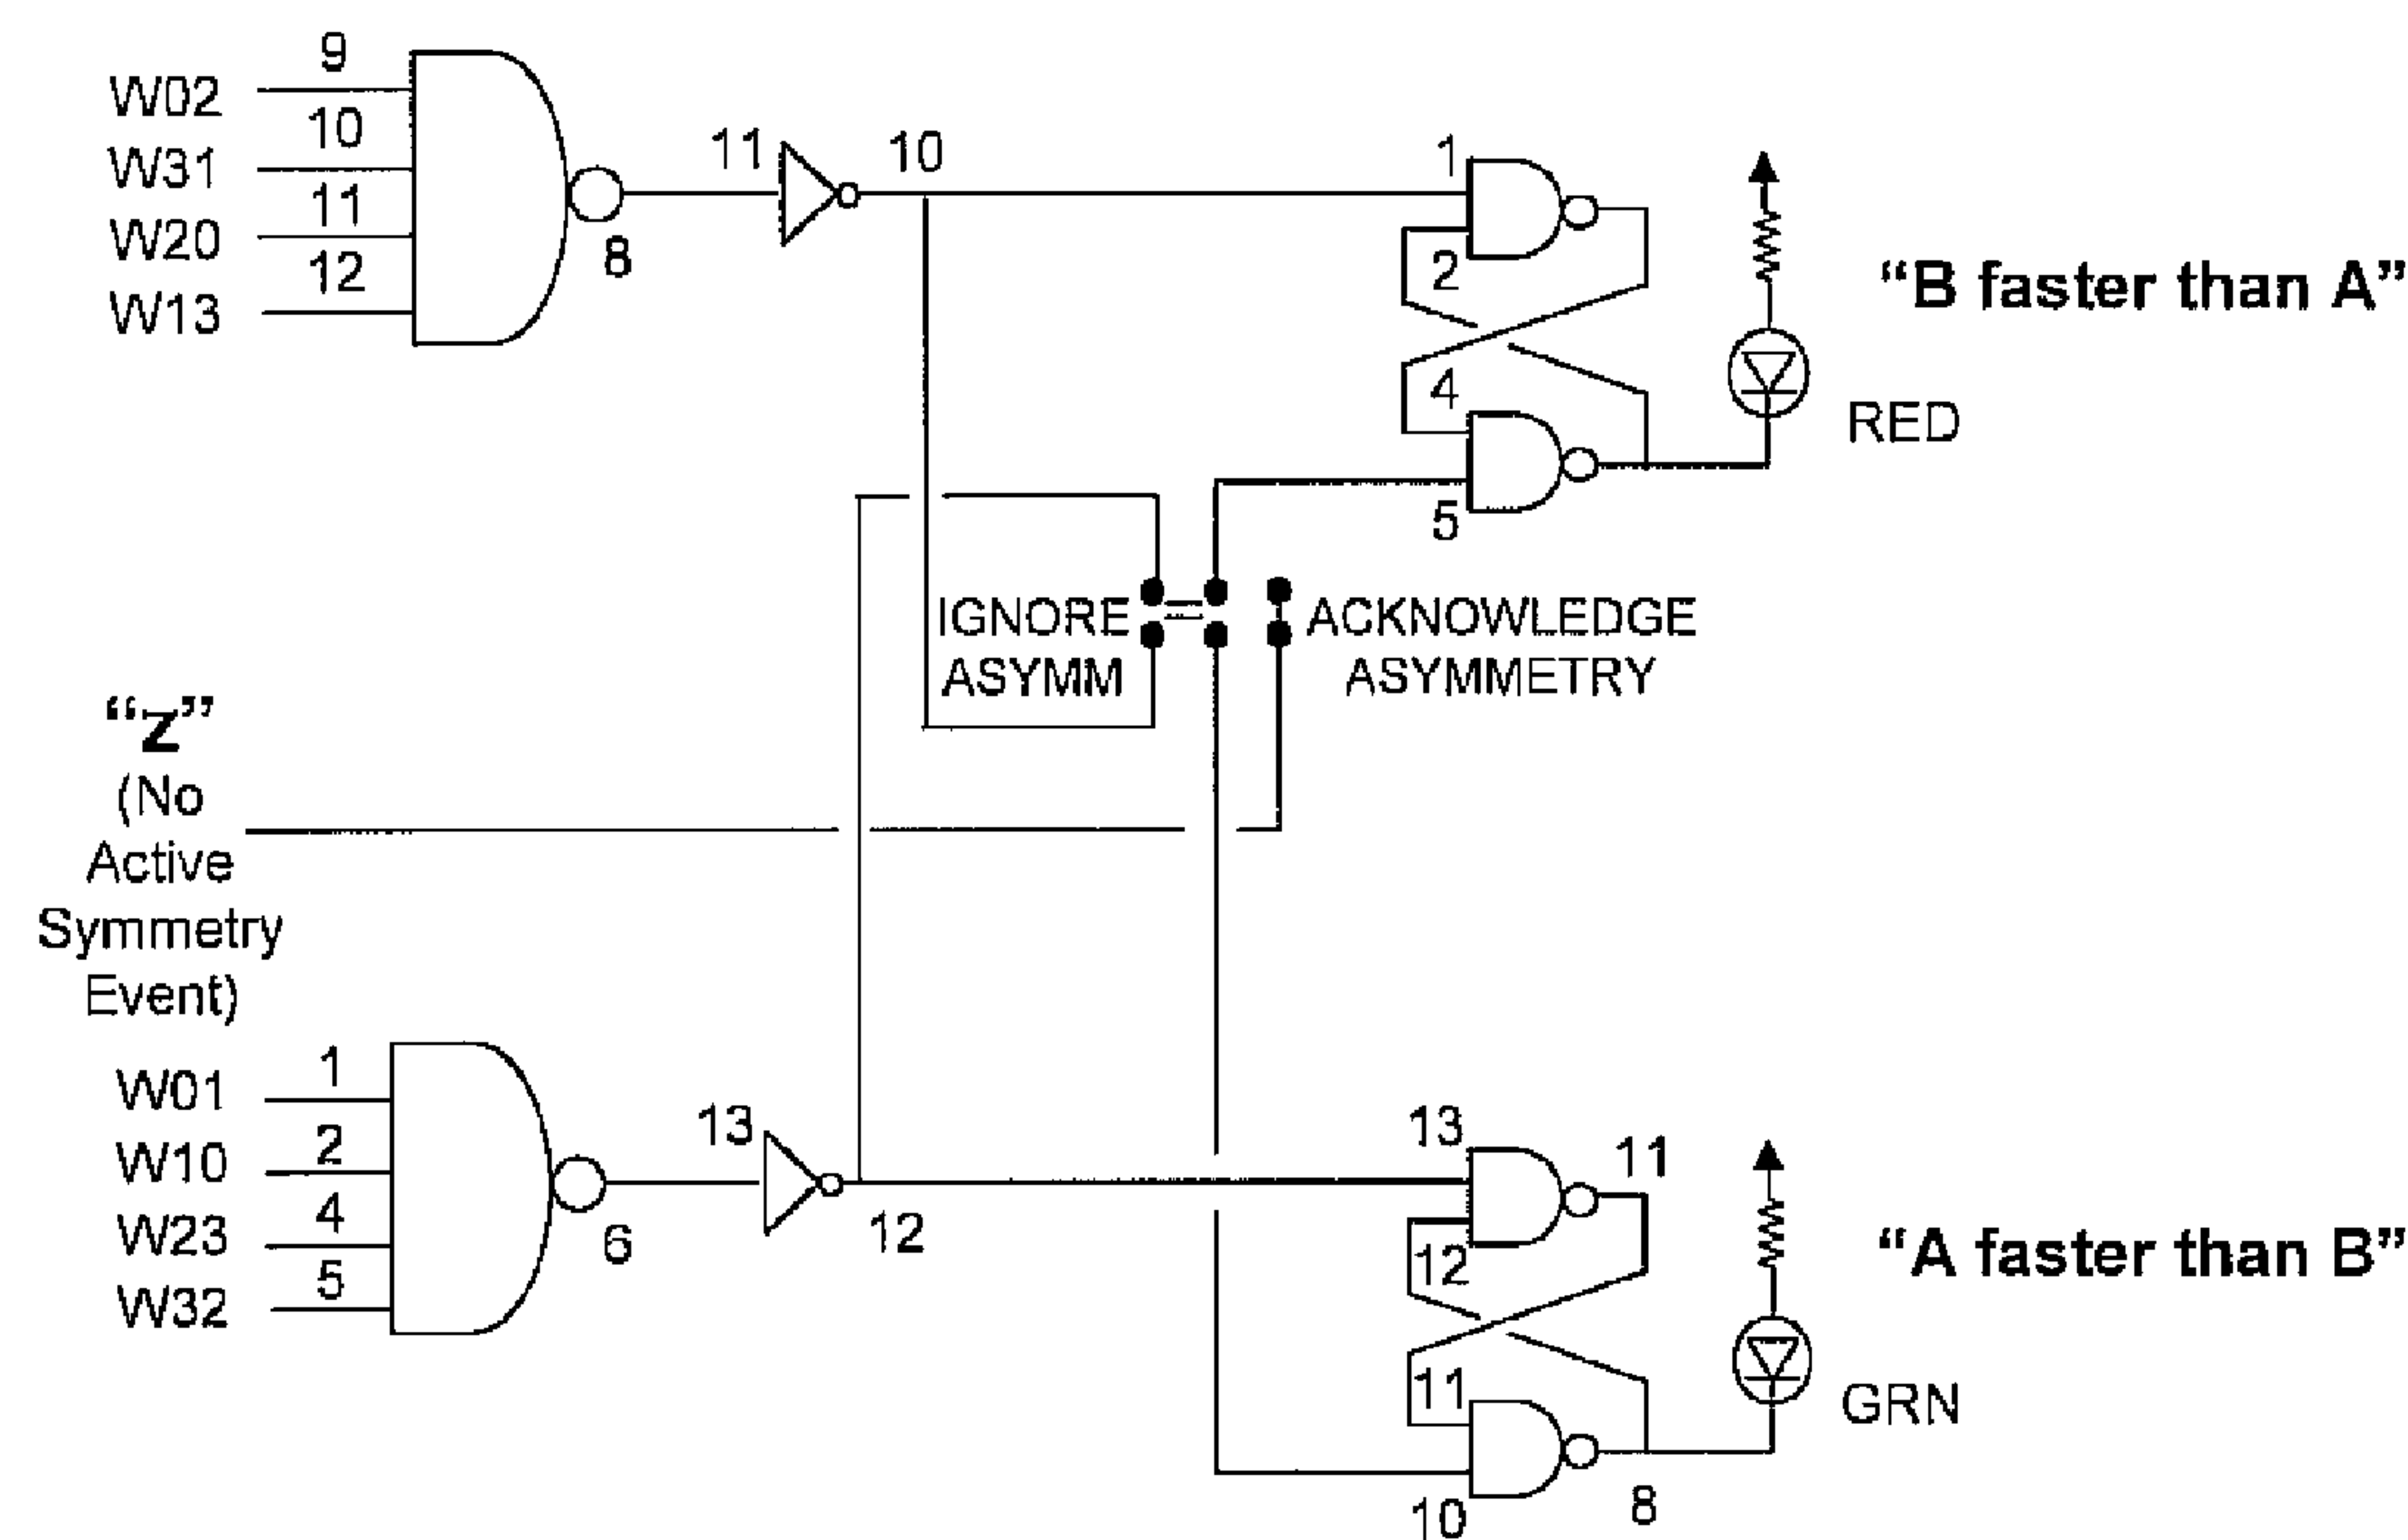 9
W02
10
W31
11
W20
12
W13
8
11
10
1
2
4
5
“B faster than A”
RED
IGNORE
ASYMM
ACKNOWLEDGE
ASYMMETRY
“Z”
(No
Active
Symmetry
Event)
1
W01
2
W10
4
W23
5
W32
6
13
12
13
11
12
11
10
8
“A faster than B”
GRN